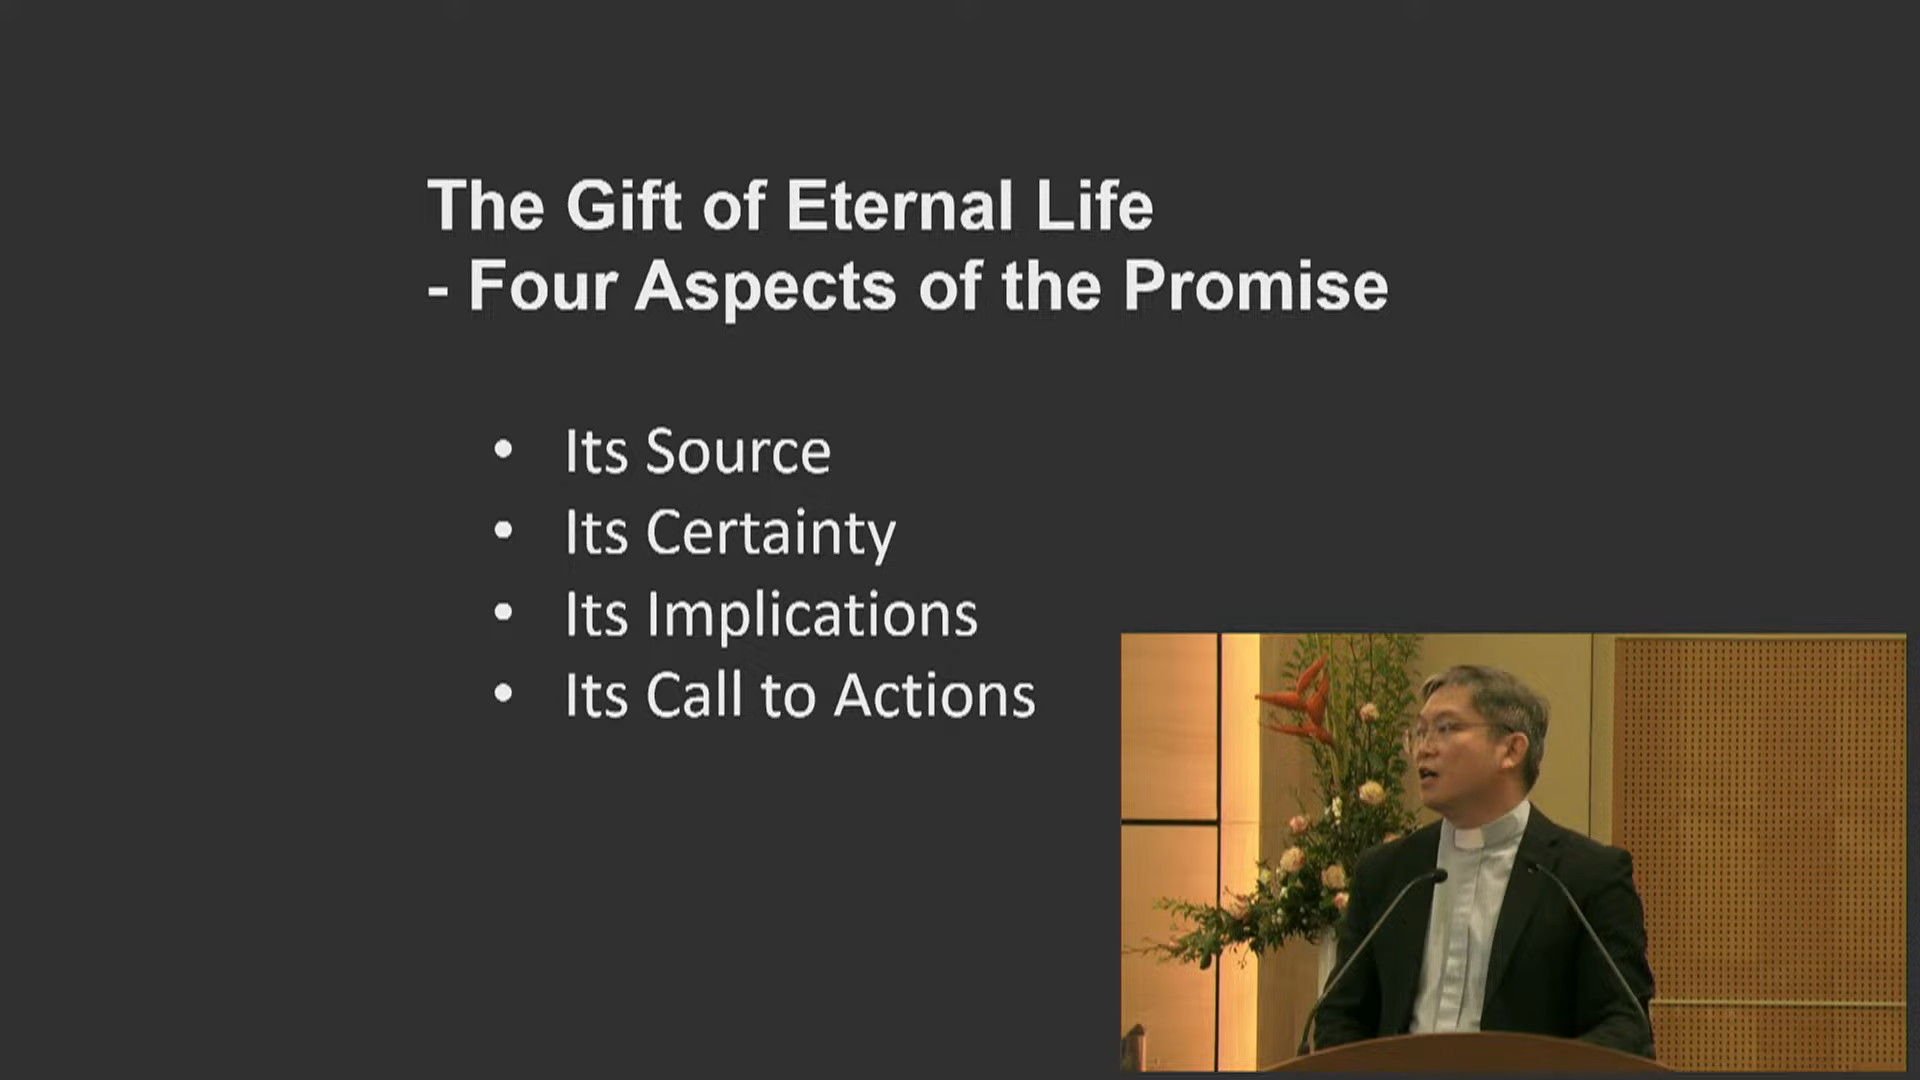 The Gift of Eternal Life
- Four Aspects of the Promise
• Its Source
• Its Certainty
• Its Implications
• Its Call to Actions